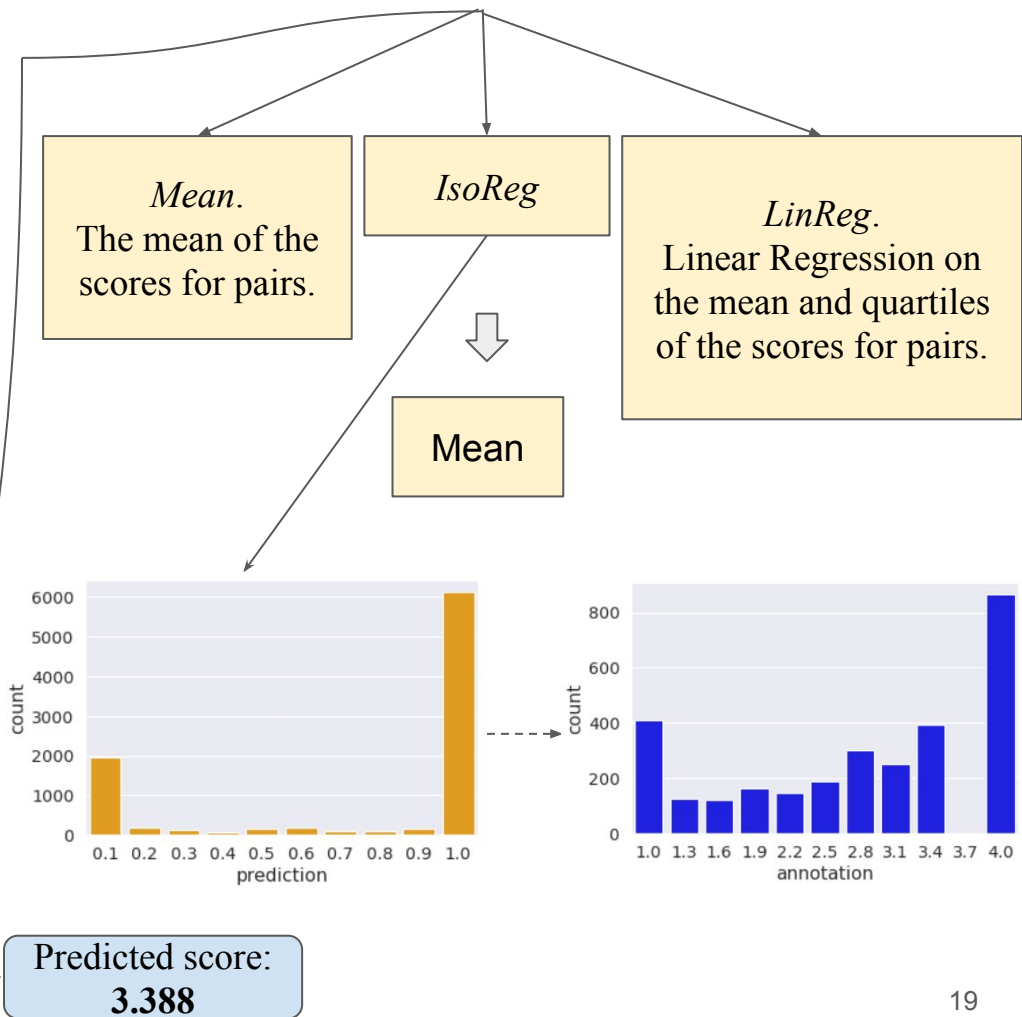 Mean.
The mean of the
scores for pairs.
IsoReg
LinReg.
Linear Regression on
the mean and quartiles
of the scores for pairs.
Mean
6000
5000
4000
3000
2000
1000
0
count
0.1 0.2 0.3 0.4 0.5 0.6 0.7 0.8 0.9 1.0
prediction
800
600
400
200
0
count
1.0 1.3 1.6 1.9 2.2 2.5 2.8 3.1 3.4 3.7 4.0
annotation
Predicted score:
3.388
19